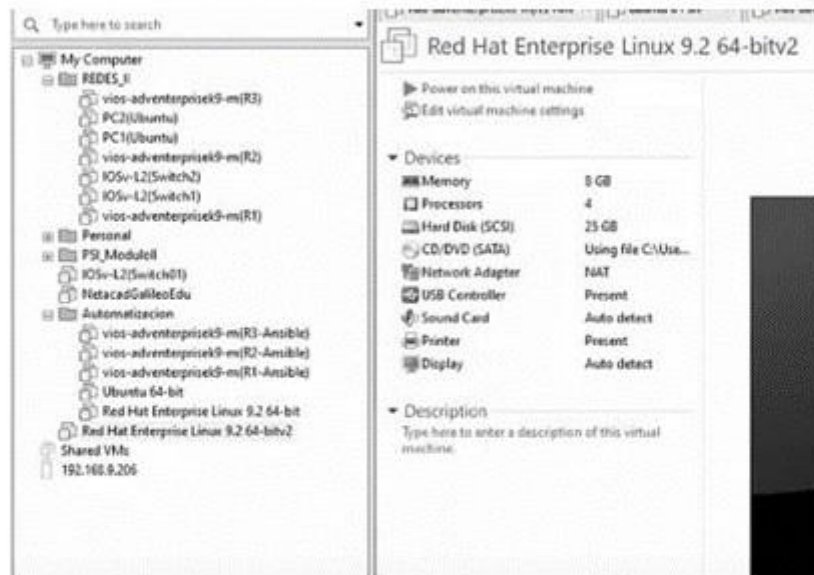 Type here to search
My Computer
REDES_II
vios-adventerprisek9-m(R3)
PC2(Ubuntu)
PC1(Ubuntu)
vios-adventerprisek9-m(R2)
IOSv-L2(Switch2)
IOSv-L2(Switch1)
vios-adventerprisek9-m(R1)
Personal
PSI_ModuloII
IOSv-L2(Switch01)
NetacadGalileoEdu
Automatizacion
vios-adventerprisek9-m(R3-Ansible)
vios-adventerprisek9-m(R2-Ansible)
vios-adventerprisek9-m(R1-Ansible)
Ubuntu 64-bit
Red Hat Enterprise Linux 9.2 64-bit
Red Hat Enterprise Linux 9.2 64-bitv2
Shared VMs
192.168.9.206
Red Hat Enterprise Linux 9.2 64-bitv2
Power on this virtual machine
Edit virtual machine settings
Devices
Memory 8 GB
Processors 4
Hard Disk (SCSI) 25 GB
CD/DVD (SATA) Using file C:\Use...
Network Adapter NAT
USB Controller Present
Sound Card Auto detect
Printer Present
Display Auto detect
Description
Type here to enter a description of this virtual
machine.